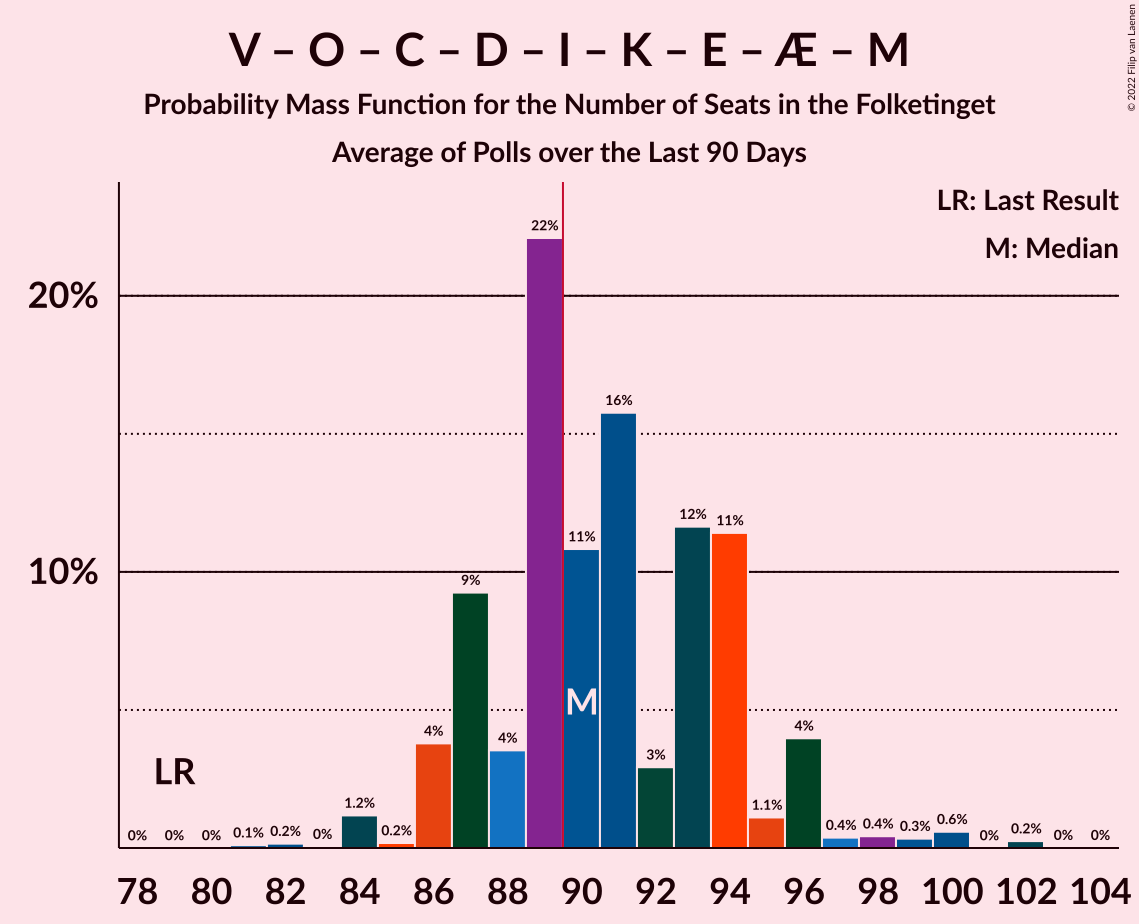 V – O – C – D – I – K – E – Æ – M
Probability Mass Function for the Number of Seats in the Folketinget
Average of Polls over the Last 90 Days
© 2022 Filip van Laenen
LR: Last Result
M: Median
20%
10%
0% 0% 0% 0.1% 0.2% 0% 1.2% 0.2% 4% 9% 4% 22% 11% 16% 3% 12% 11% 1.1% 4% 0.4% 0.4% 0.3% 0.6% 0% 0.2% 0% 0%
M
LR
78 80 82 84 86 88 90 92 94 96 98 100 102 104